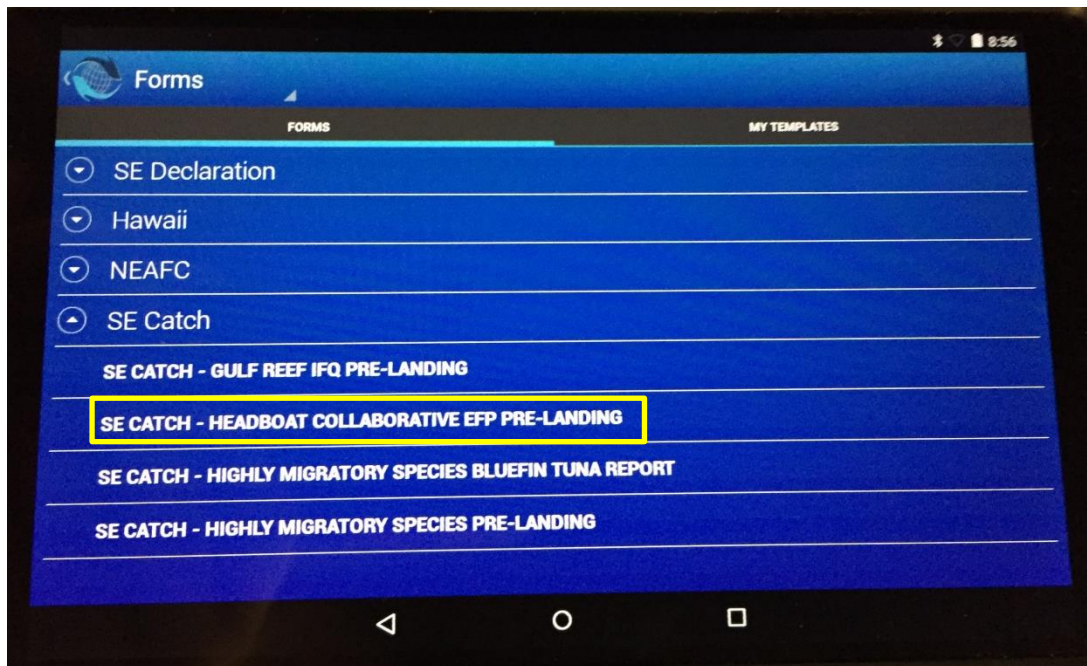 8:56
Forms
FORMS MY TEMPLATES
SE Declaration
Hawaii
NEAFC
SE Catch
SE CATCH - GULF REEF IFQ PRE-LANDING
SE CATCH - HEADBOAT COLLABORATIVE EFP PRE-LANDING
SE CATCH - HIGHLY MIGRATORY SPECIES BLUEFIN TUNA REPORT
SE CATCH - HIGHLY MIGRATORY SPECIES PRE-LANDING